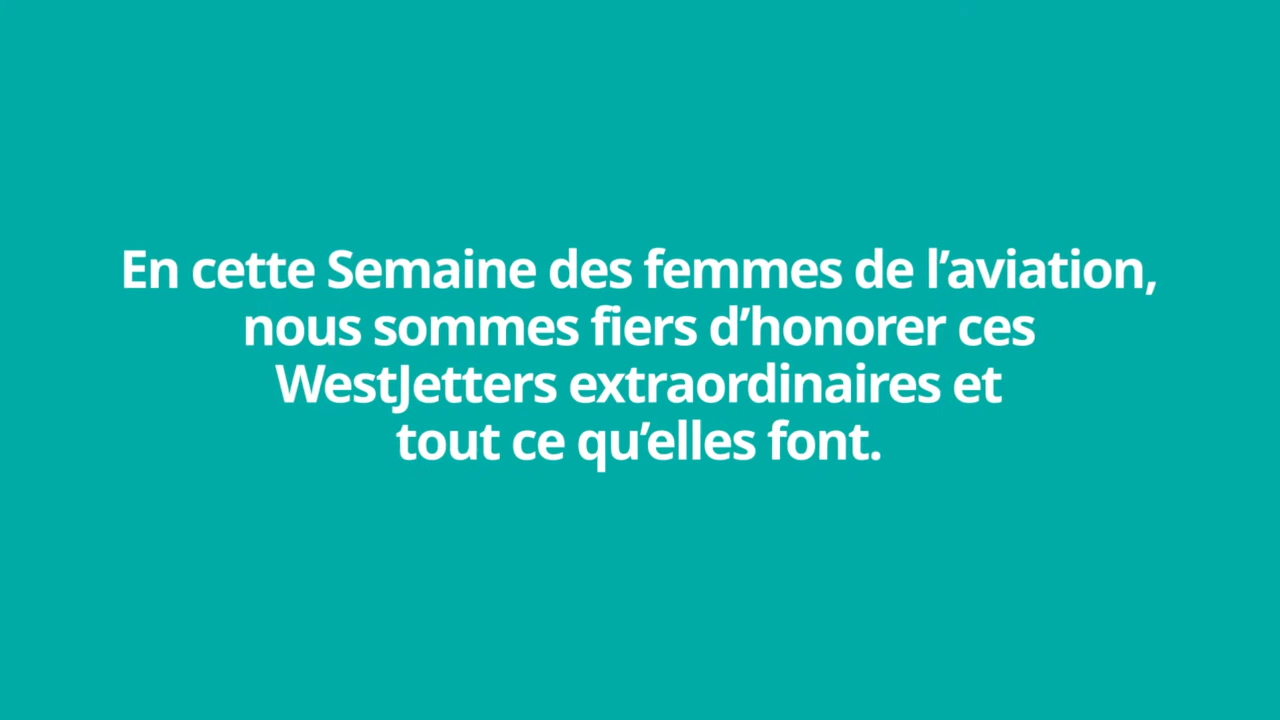 En cette Semaine des femmes de l’aviation,
nous sommes fiers d’honorer ces
WestJetters extraordinaires et
tout ce qu’elles font.